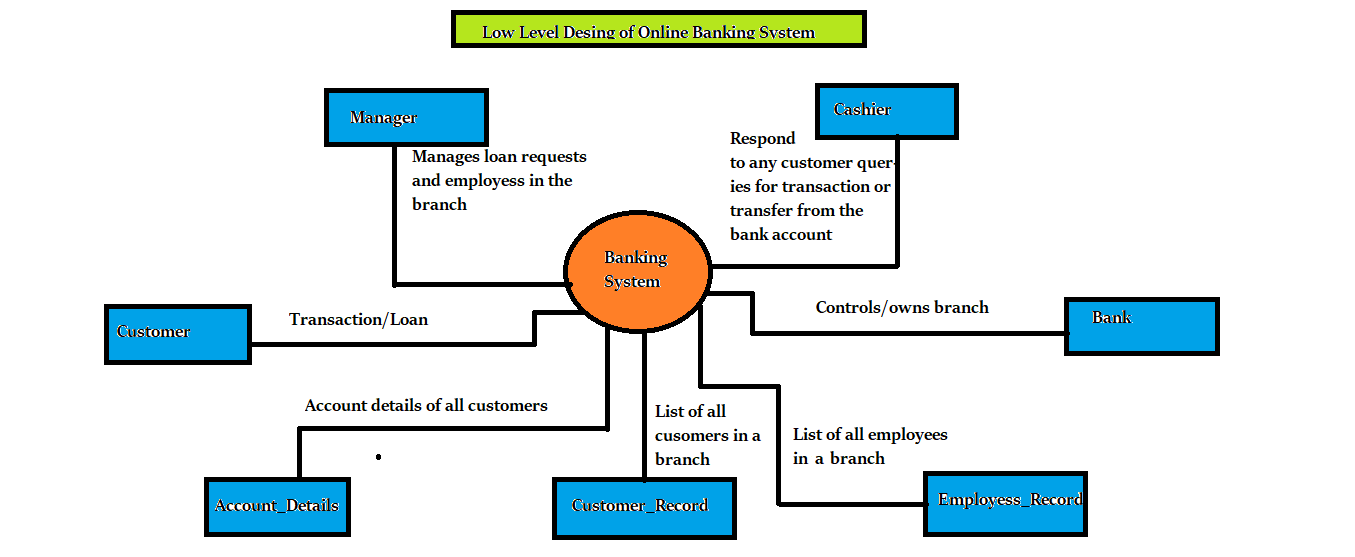 Low Level Desing of Online Banking System
Manager
Cashier
Manages loan requests
and employess in the
branch
Respond
to any customer quer-
ies for transaction or
transfer from the
bank account
Banking
System
Customer
Transaction/Loan
Controls/owns branch
Bank
Account details of all customers
List of all
cusomers in a
branch
List of all employees
in a branch
Account_Details
Customer_Record
Employess_Record